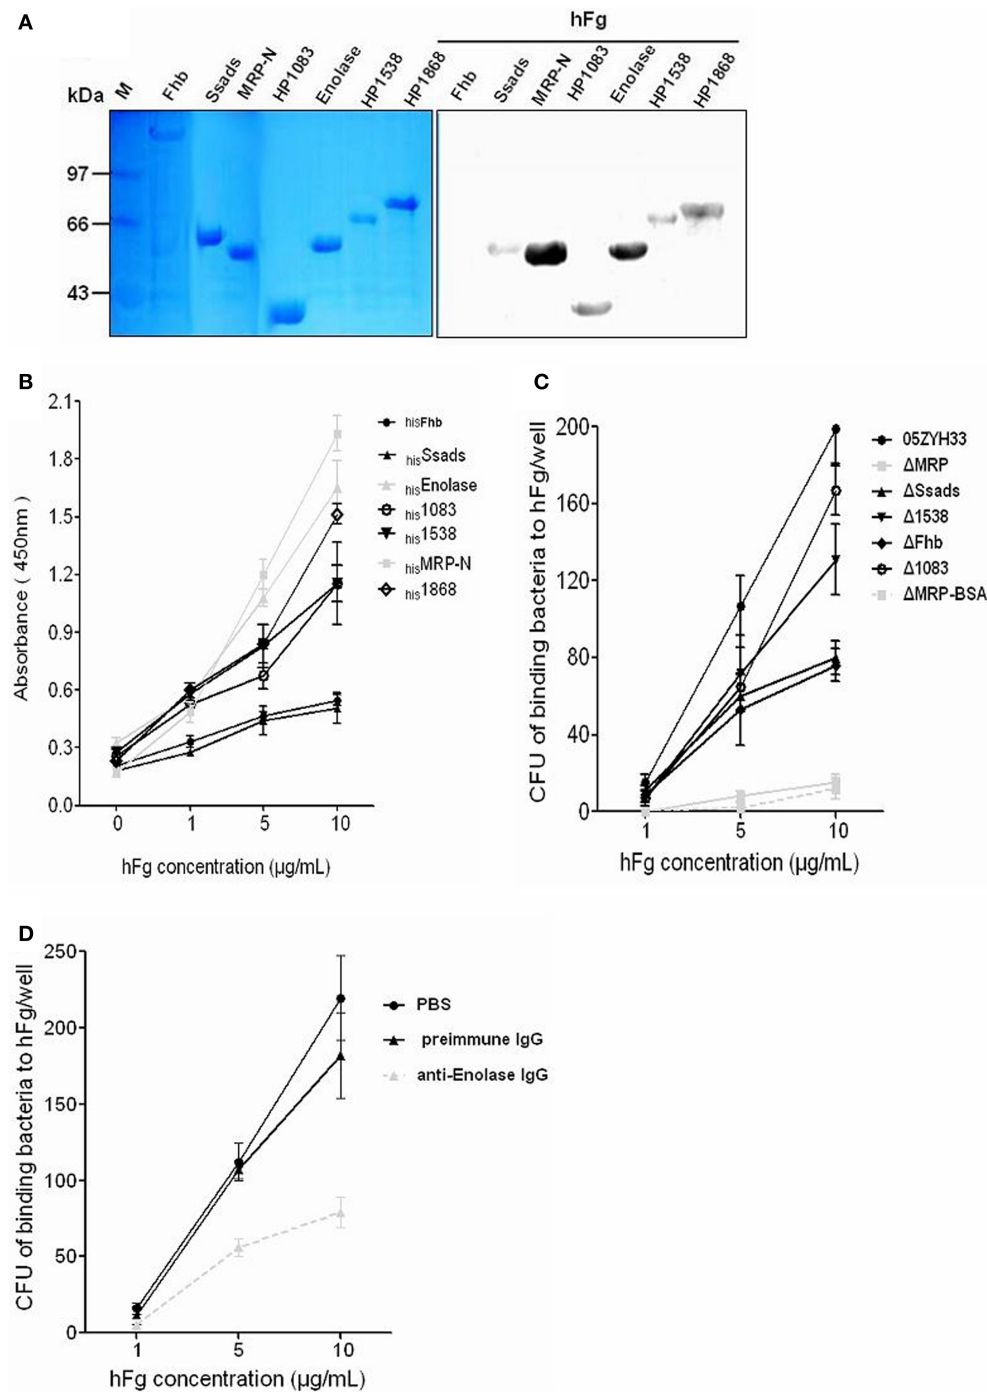 A
hFg
kDa M Fhb Ssads MRP-N HP1083 Enolase HP1538 HP1868
Fhb Ssads MRP-N HP1083 Enolase HP1538 HP1868
97
66
43
B
2.1
1.8
1.5
1.2
0.9
0.6
0.3
0.0
Absorbance ( 450nm )
0 1 5 10
hFg concentration (µg/mL)
hisFhb
hisSsads
hisEnolase
his1083
his1538
hisMRP-N
his1868
C
200
160
120
80
40
0
CFU of binding bacteria to hFg/well
1 5 10
hFg concentration (µg/mL)
05ZYH33
ΔMRP
ΔSsads
Δ1538
ΔFhb
Δ1083
ΔMRP-BSA
D
250
200
150
100
50
0
CFU of binding bacteria to hFg/well
1 5 10
hFg concentration (µg/mL)
PBS
preimmune IgG
anti-Enolase IgG